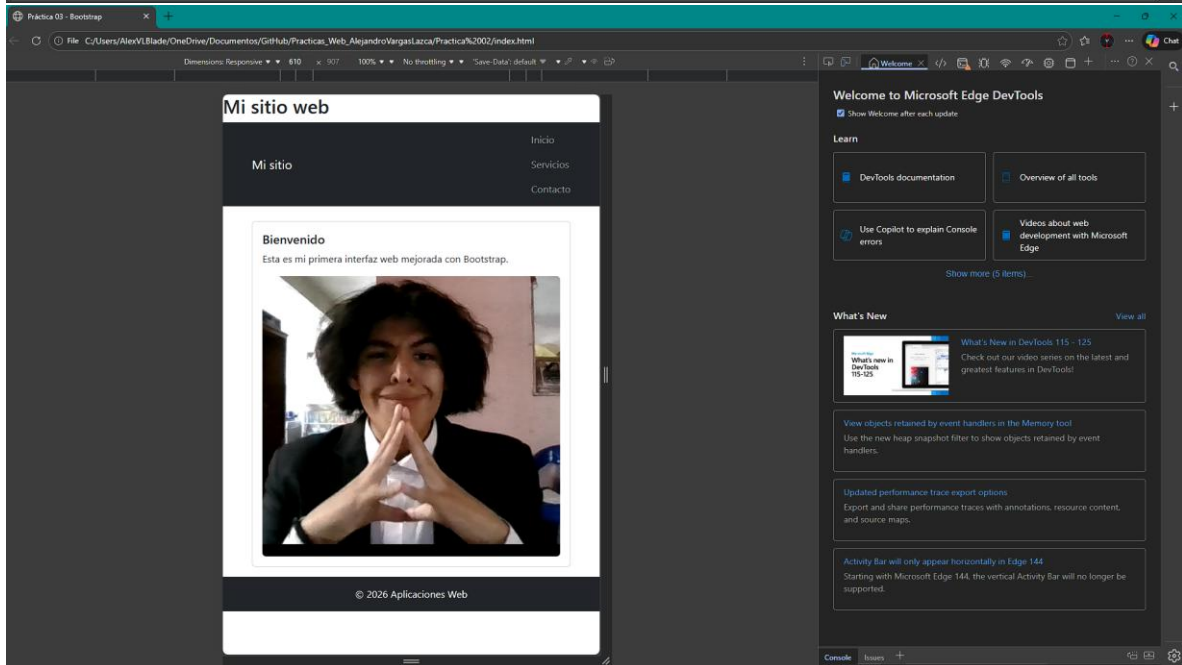 Práctica 03 - Bootstrap
File C:/Users/AlexVLBlade/OneDrive/Documentos/GitHub/Practicas_Web_AlejandroVargasLazca/Practica%2002/index.html
Chat
Dimensions: Responsive 610 x 907 100% No throttling 'Save-Data': default
Welcome
Mi sitio web
Mi sitio
Inicio
Servicios
Contacto
Bienvenido
Esta es mi primera interfaz web mejorada con Bootstrap.
© 2026 Aplicaciones Web
Welcome to Microsoft Edge DevTools
Show Welcome after each update
Learn
DevTools documentation
Overview of all tools
Use Copilot to explain Console
errors
Videos about web
development with Microsoft
Edge
Show more (5 items)...
What's New
View all
What's new in
DevTools
115-125
What's New in DevTools 115 - 125
Check out our video series on the latest and
greatest features in DevTools!
View objects retained by event handlers in the Memory tool
Use the new heap snapshot filter to show objects retained by event
handlers.
Updated performance trace export options
Export and share performance traces with annotations, resource content,
and source maps.
Activity Bar will only appear horizontally in Edge 144
Starting with Microsoft Edge 144, the vertical Activity Bar will no longer be
supported.
Console Issues